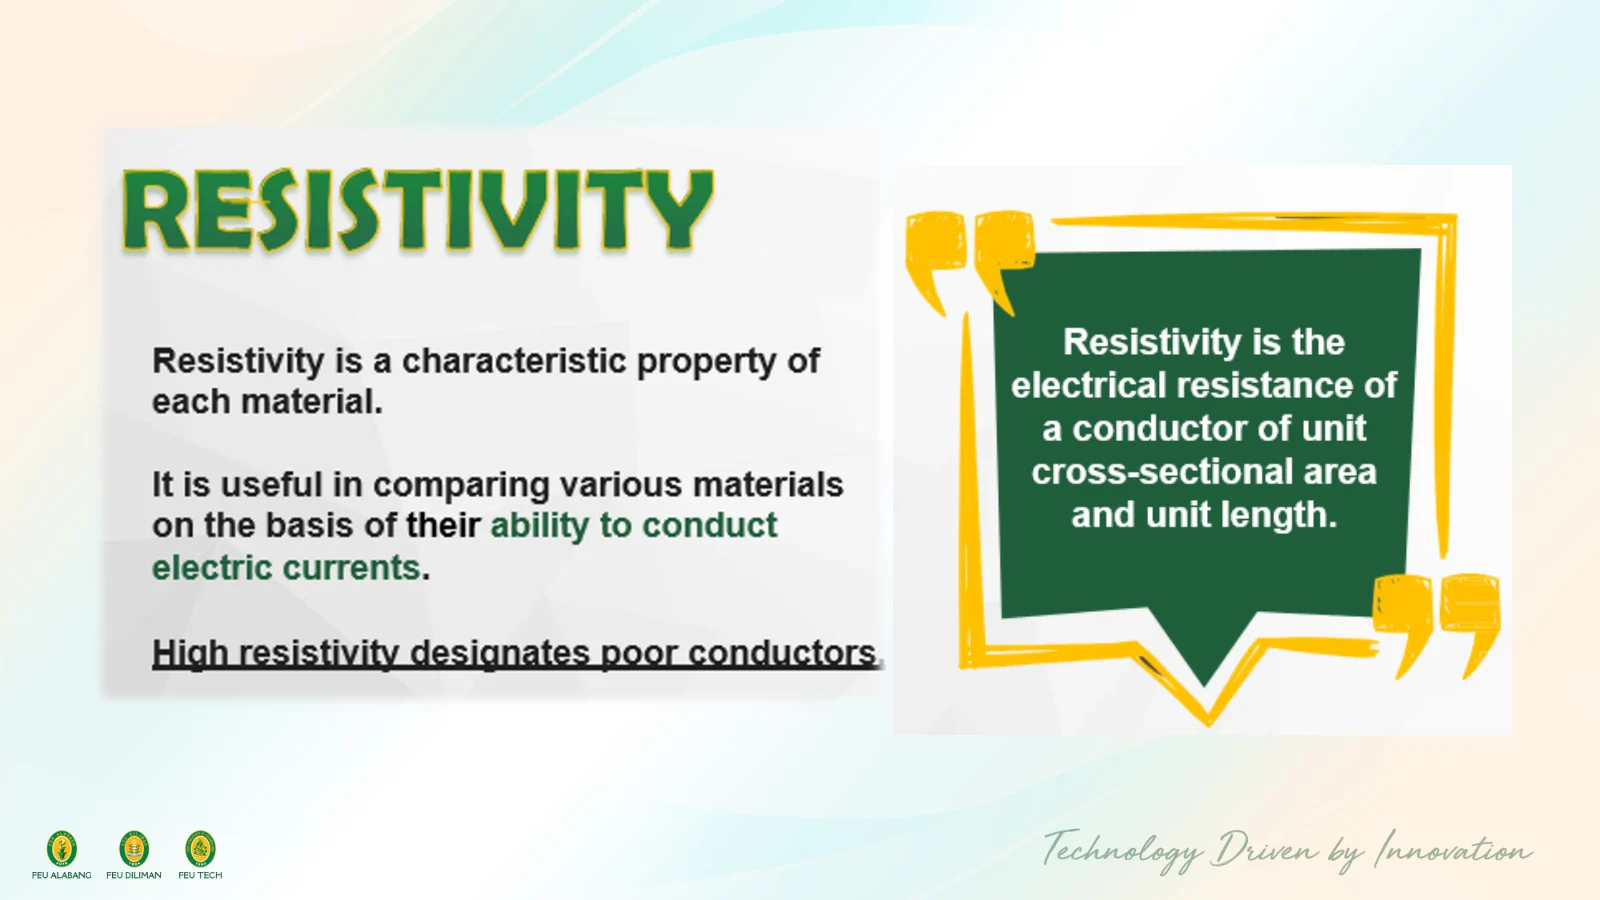 RESISTIVITY
Resistivity is a characteristic property of
each material.
It is useful in comparing various materials
on the basis of their ability to conduct
electric currents.
High resistivity designates poor conductors.
Resistivity is the
electrical resistance of
a conductor of unit
cross-sectional area
and unit length.
FEU ALABANG
FEU DILIMAN
FEU TECH
Technology Driven by Innovation